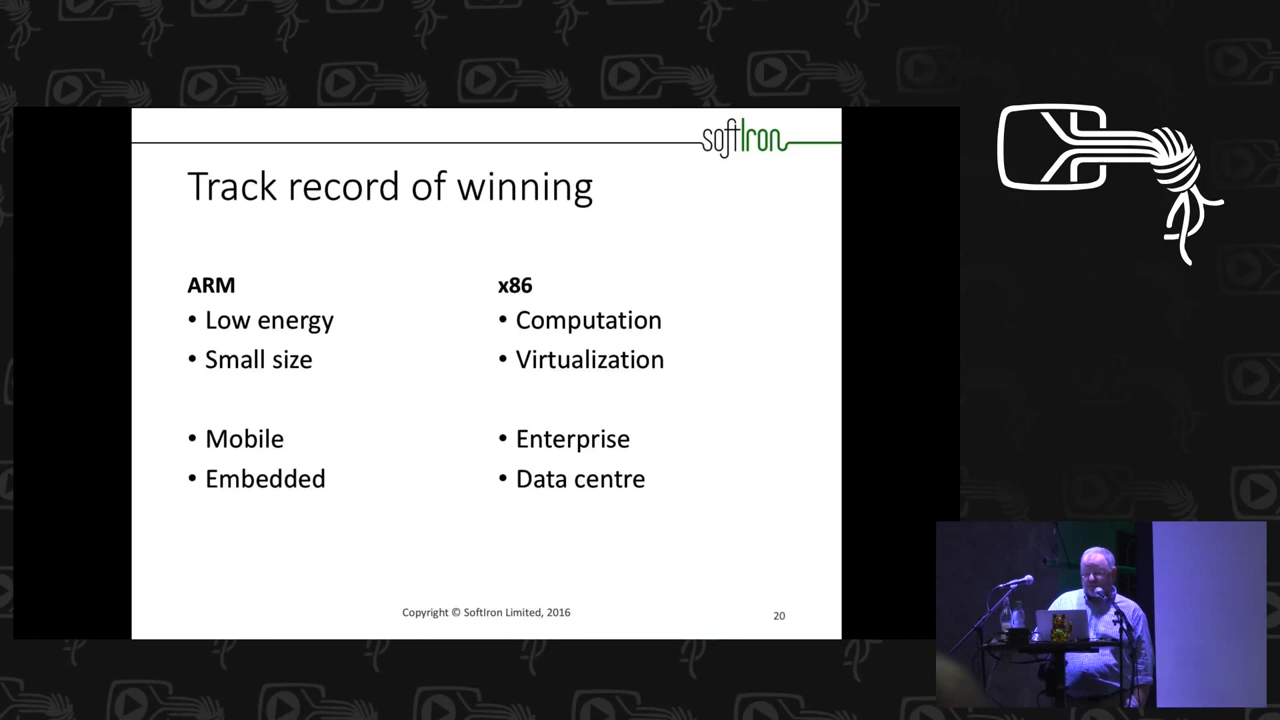 softIron
Track record of winning
ARM
• Low energy
• Small size
• Mobile
• Embedded
x86
• Computation
• Virtualization
• Enterprise
• Data centre
Copyright © SoftIron Limited, 2016
20